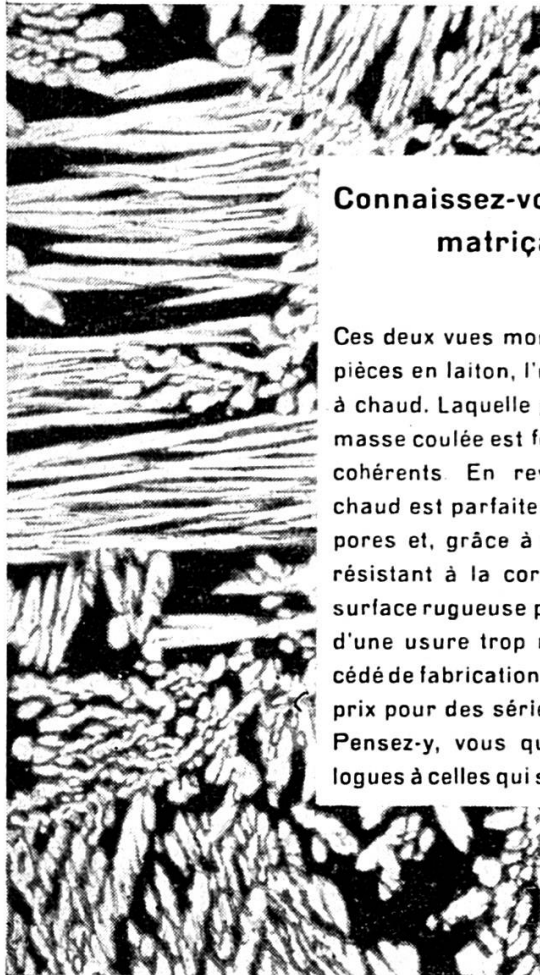 Connaissez-vo
matriça
Ces deux vues mo
pièces en laiton, l'
à chaud. Laquelle
masse coulée est f
cohérents. En rev
chaud est parfaite
pores et, grâce à
résistant à la cor
surface rugueuse p
d'une usure trop
cédé de fabrication
prix pour des série
Pensez-y, vous qu
logues à celles qui s